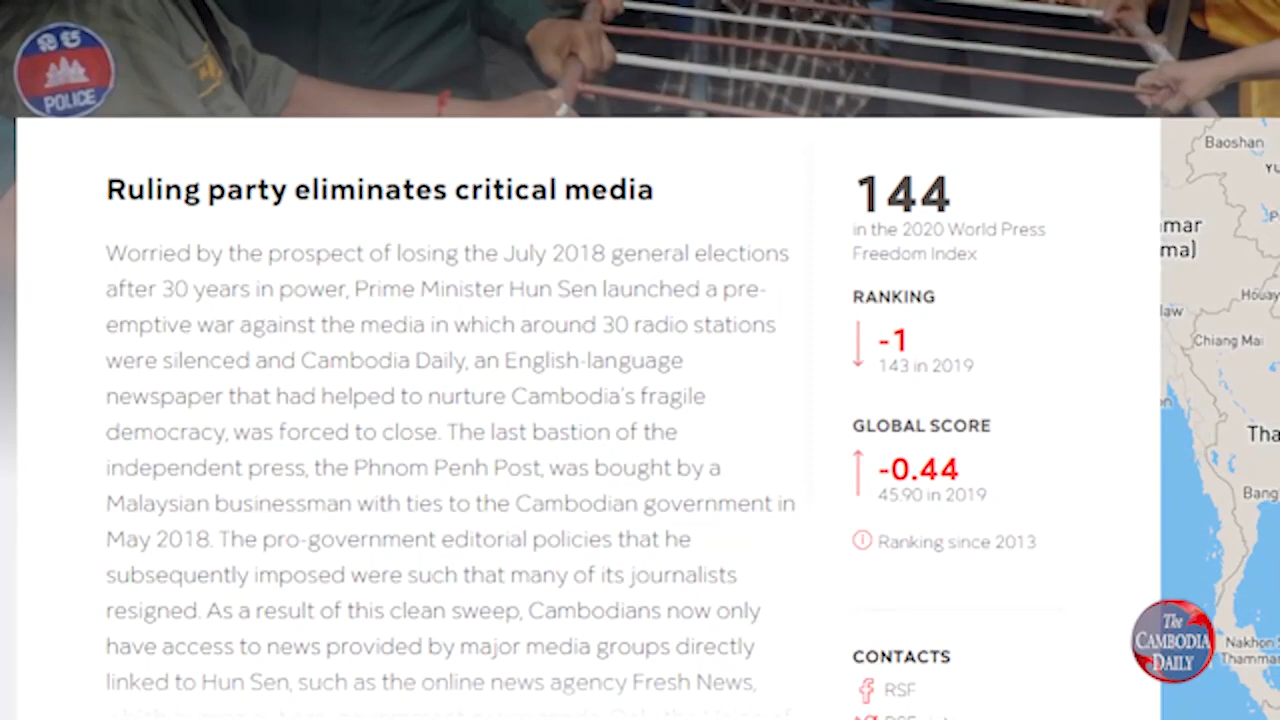 POLICE
Ruling party eliminates critical media
Worried by the prospect of losing the July 2018 general elections
after 30 years in power, Prime Minister Hun Sen launched a pre-
emptive war against the media in which around 30 radio stations
were silenced and Cambodia Daily, an English-language
newspaper that had helped to nurture Cambodia's fragile
democracy, was forced to close. The last bastion of the
independent press, the Phnom Penh Post, was bought by a
Malaysian businessman with ties to the Cambodian government in
May 2018. The pro-government editorial policies that he
subsequently imposed were such that many of its journalists
resigned. As a result of this clean sweep, Cambodians now only
have access to news provided by major media groups directly
linked to Hun Sen, such as the online news agency Fresh News,
144
in the 2020 World Press
Freedom Index
RANKING
-1
143 in 2019
GLOBAL SCORE
-0.44
45.90 in 2019
Ranking since 2013
CONTACTS
RSF
Baoshan
YU
mar
ma)
Houay
law
Chiang Mai
on
Tha
Bang
Nakhon
Thammar
The
CAMBODIA
DAILY